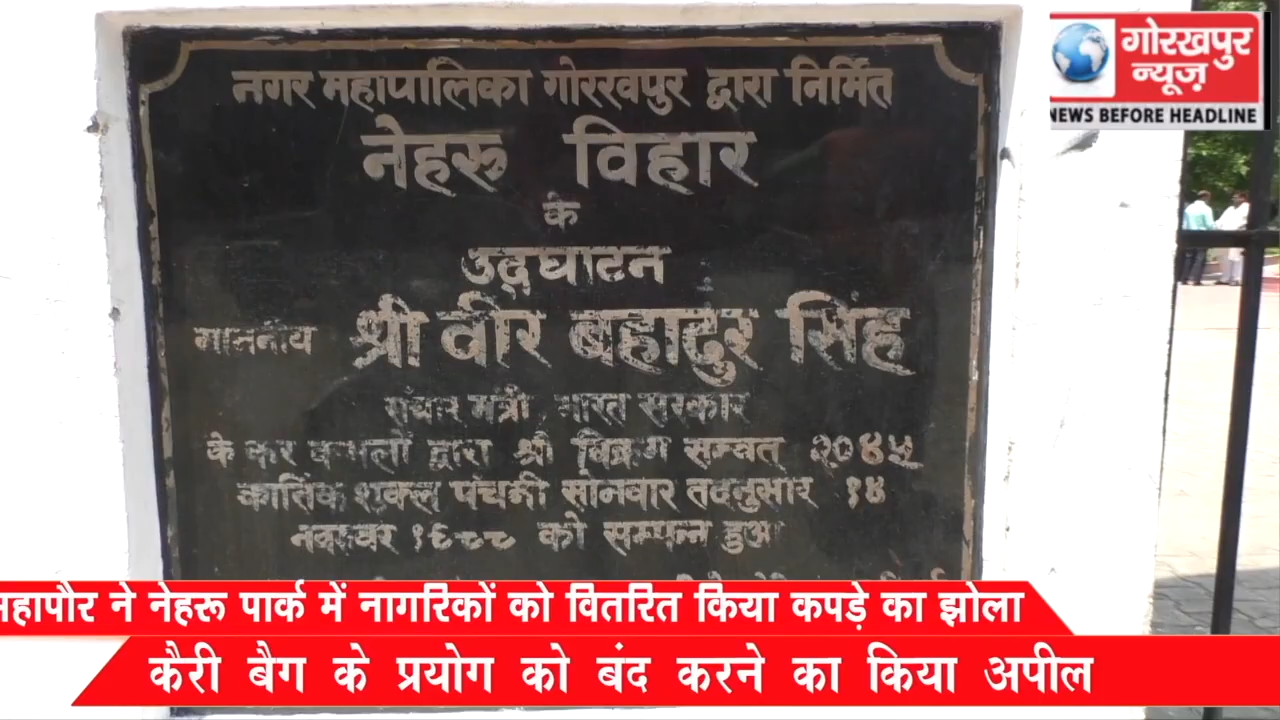 नगर महापालिका गोरखपुर द्वारा निर्मित
नेहरू विहार
के
उद्घाटन
माननीय श्री वीर बहादुर सिंह
संचार मंत्री भारत सरकार
के कर कमलों द्वारा श्री विक्रम सम्वत् २०४५
कार्तिक शुक्ल पंचमी सोमवार तदनुसार १४
नवम्बर १९८८ को सम्पन्न हुआ
गोरखपुर
न्यूज़
NEWS BEFORE HEADLINE
महापौर ने नेहरू पार्क में नागरिकों को वितरित किया कपड़े का झोला
कैरी बैग के प्रयोग को बंद करने का किया अपील